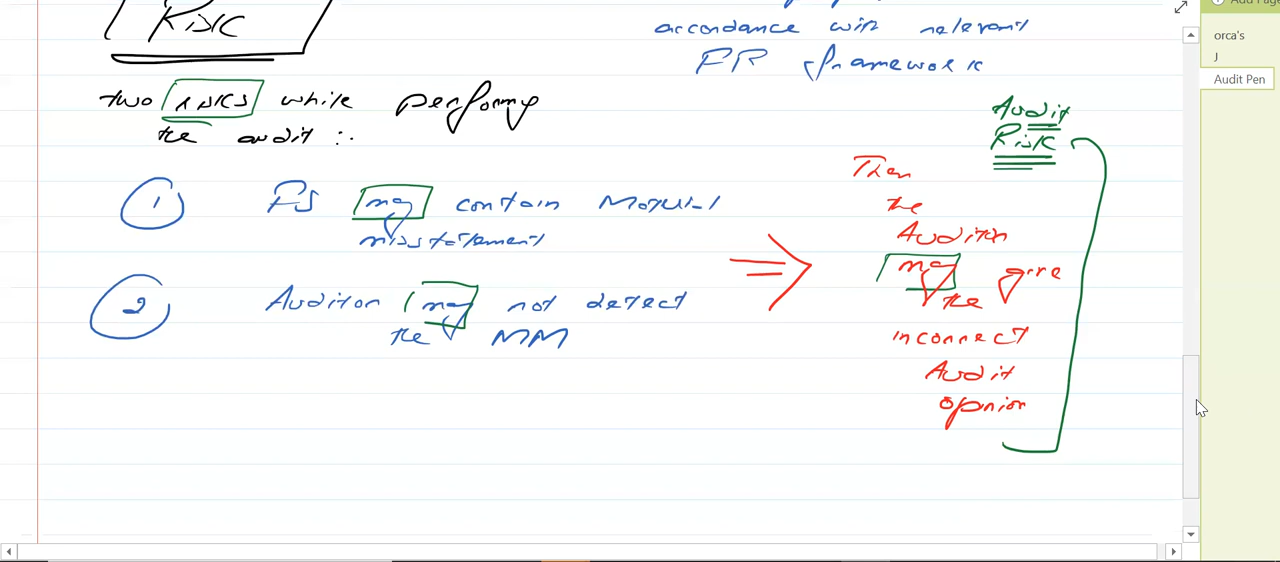 Risk
accordance with relevant
FR framework
two risks while performing
the audit :.
Audit
Risk
1 FS may contain Material
misstatement
2 Auditor may not detect
the MM
Then
the
Auditor
may give
the
incorrect
Audit
opinion
Add Page
orca's
J
Audit Pen